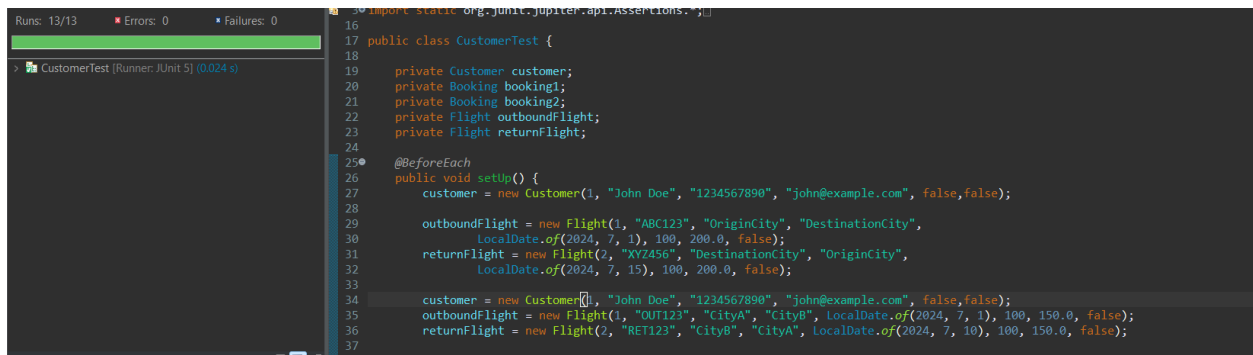 Runs: 13/13 Errors: 0 Failures: 0
CustomerTest [Runner: JUnit 5] (0.024 s)
3 import static org.junit.jupiter.api.Assertions.*;
16
17 public class CustomerTest {
18
19 private Customer customer;
20 private Booking booking1;
21 private Booking booking2;
22 private Flight outboundFlight;
23 private Flight returnFlight;
24
25 @BeforeEach
26 public void setUp() {
27 customer = new Customer(1, "John Doe", "1234567890", "john@example.com", false,false);
28
29 outboundFlight = new Flight(1, "ABC123", "OriginCity", "DestinationCity",
30 LocalDate.of(2024, 7, 1), 100, 200.0, false);
31 returnFlight = new Flight(2, "XYZ456", "DestinationCity", "OriginCity",
32 LocalDate.of(2024, 7, 15), 100, 200.0, false);
33
34 customer = new Customer(1, "John Doe", "1234567890", "john@example.com", false,false);
35 outboundFlight = new Flight(1, "OUT123", "CityA", "CityB", LocalDate.of(2024, 7, 1), 100, 150.0, false);
36 returnFlight = new Flight(2, "RET123", "CityB", "CityA", LocalDate.of(2024, 7, 10), 100, 150.0, false);
37